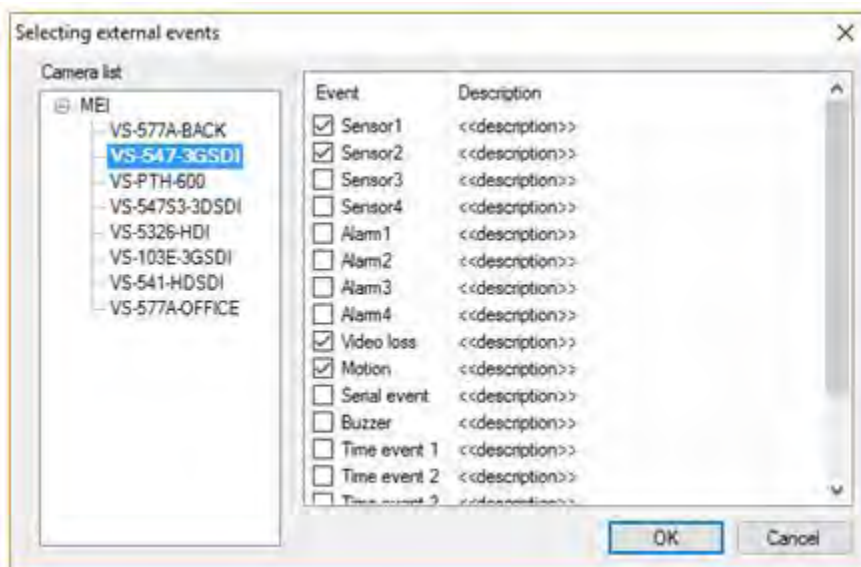 Selecting external events
Camera list
MEI
VS-577A-BACK
VS-547-3GSDI
VS-PTH-600
VS-547S3-3DSDI
VS-5326-HDI
VS-103E-3GSDI
VS-541-HDSDI
VS-577A-OFFICE
Event Description
Sensor1 <<description>>
Sensor2 <<description>>
Sensor3 <<description>>
Sensor4 <<description>>
Alarm1 <<description>>
Alarm2 <<description>>
Alarm3 <<description>>
Alarm4 <<description>>
Video loss <<description>>
Motion <<description>>
Serial event <<description>>
Buzzer <<description>>
Time event 1 <<description>>
Time event 2 <<description>>
Time event <<description>>
OK Cancel